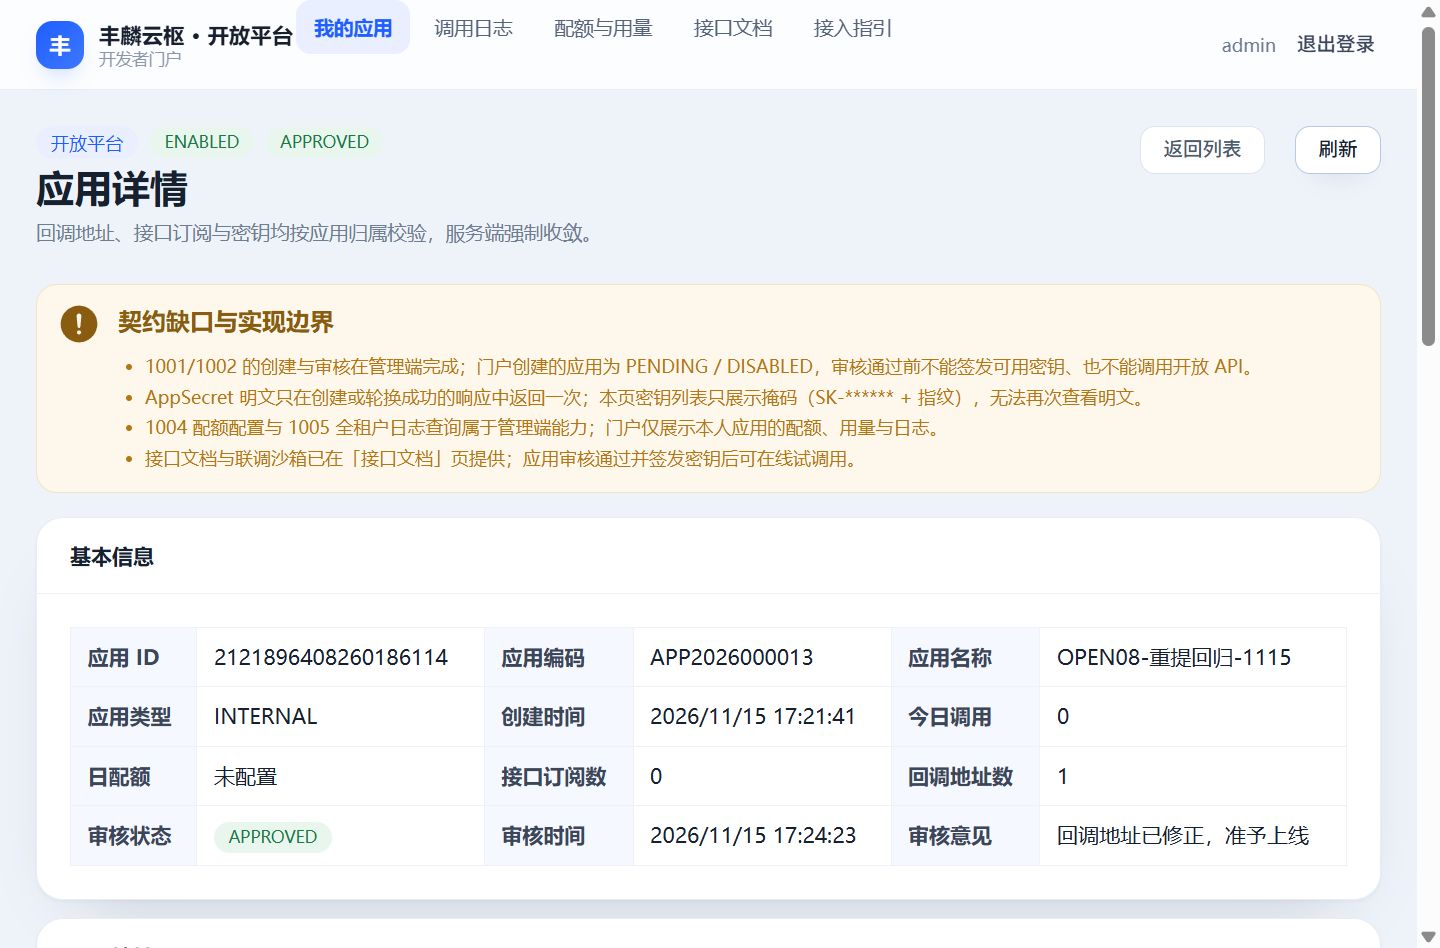 丰
丰麟云枢·开放平台
开发者门户
我的应用
调用日志
配额与用量
接口文档
接入指引
admin
退出登录
开放平台
ENABLED
APPROVED
返回列表
刷新
应用详情
回调地址、接口订阅与密钥均按应用归属校验，服务端强制收敛。
契约缺口与实现边界
• 1001/1002 的创建与审核在管理端完成；门户创建的应用为 PENDING / DISABLED，审核通过前不能签发可用密钥、也不能调用开放 API。
• AppSecret 明文只在创建或轮换成功的响应中返回一次；本页密钥列表只展示掩码（SK-****** + 指纹），无法再次查看明文。
• 1004 配额配置与 1005 全租户日志查询属于管理端能力；门户仅展示本人应用的配额、用量与日志。
• 接口文档与联调沙箱已在「接口文档」页提供；应用审核通过并签发密钥后可在线试调用。
基本信息
应用 ID 2121896408260186114 应用编码 APP2026000013 应用名称 OPEN08-重提回归-1115
应用类型 INTERNAL 创建时间 2026/11/15 17:21:41 今日调用 0
日配额 未配置 接口订阅数 0 回调地址数 1
审核状态 APPROVED 审核时间 2026/11/15 17:24:23 审核意见 回调地址已修正，准予上线